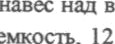 навес над в
емкость, 12